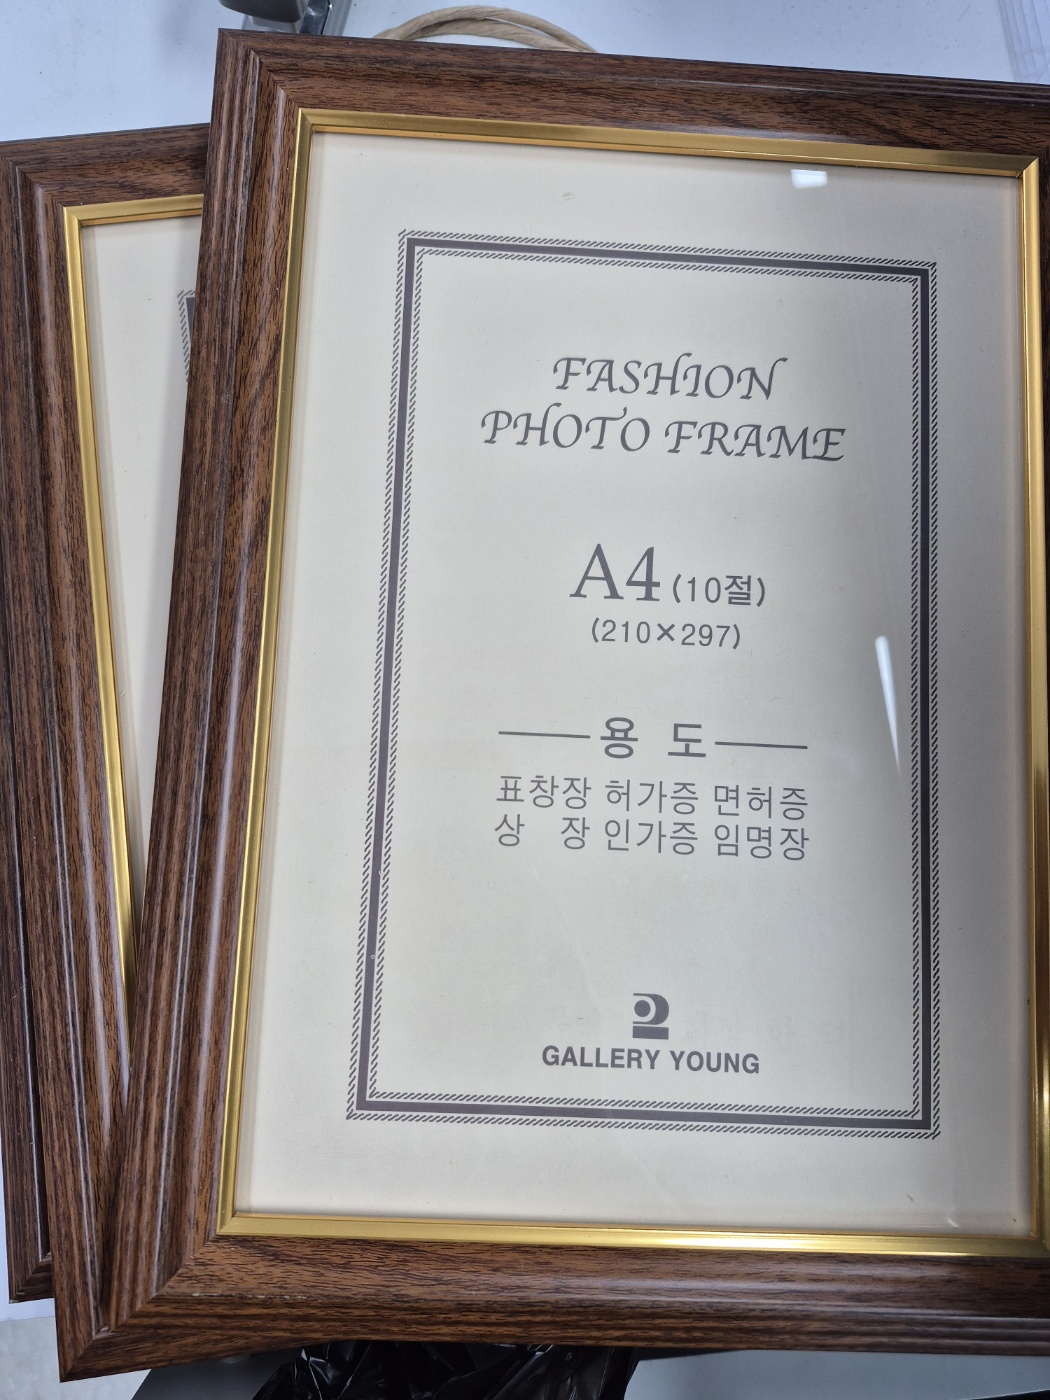 FASHION
PHOTO FRAME
A4 (10절)
(210×297)
용 도
표창장 허가증 면허증
상 장 인가증 임명장
GALLERY YOUNG